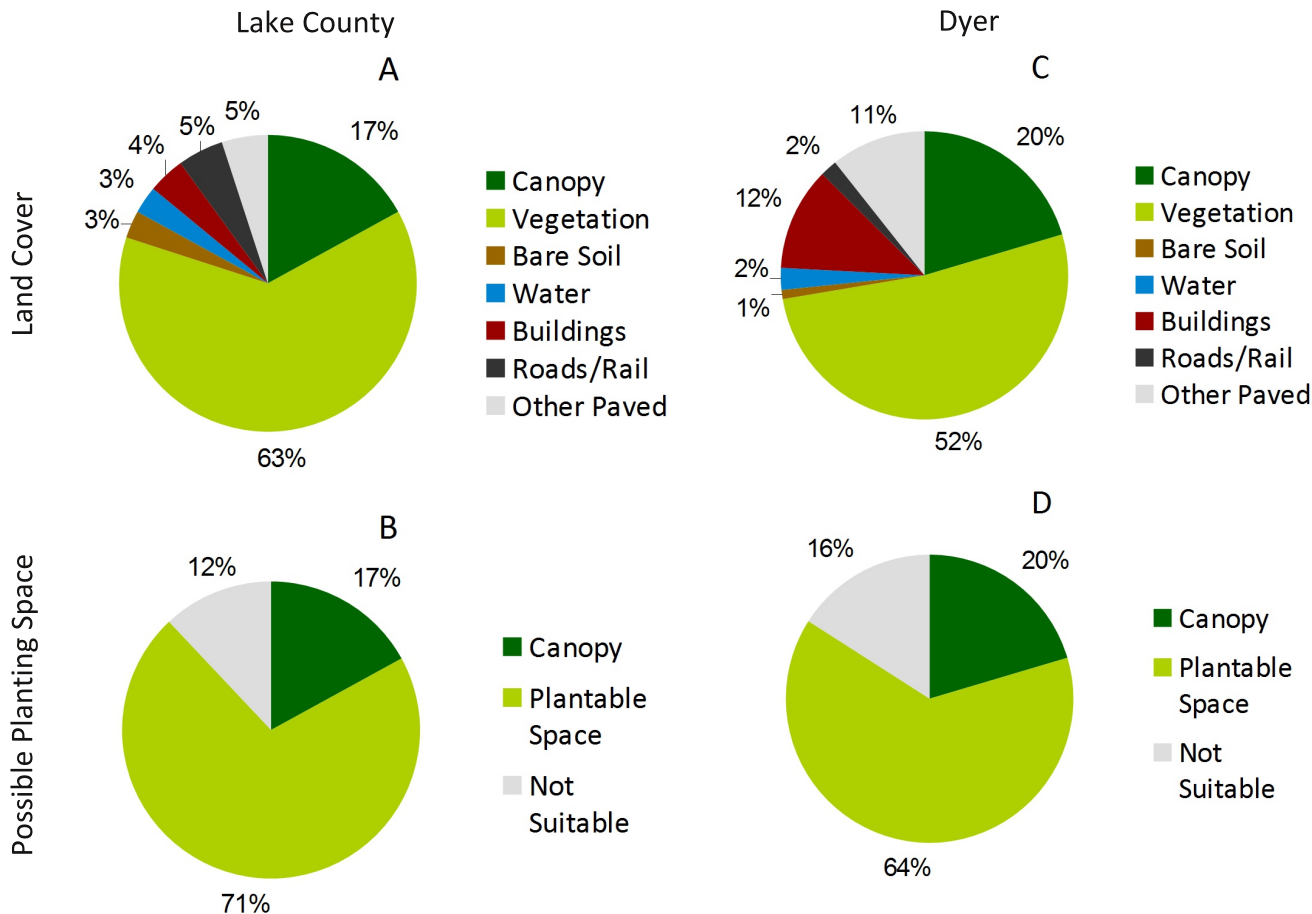 Lake County
Dyer
Land Cover
A
17%
63%
3%
3%
4%
5%
5%
Canopy
Vegetation
Bare Soil
Water
Buildings
Roads/Rail
Other Paved
C
20%
52%
1%
2%
12%
2%
11%
Canopy
Vegetation
Bare Soil
Water
Buildings
Roads/Rail
Other Paved
Possible Planting Space
B
17%
71%
12%
Canopy
Plantable
Space
Not
Suitable
D
20%
64%
16%
Canopy
Plantable
Space
Not
Suitable